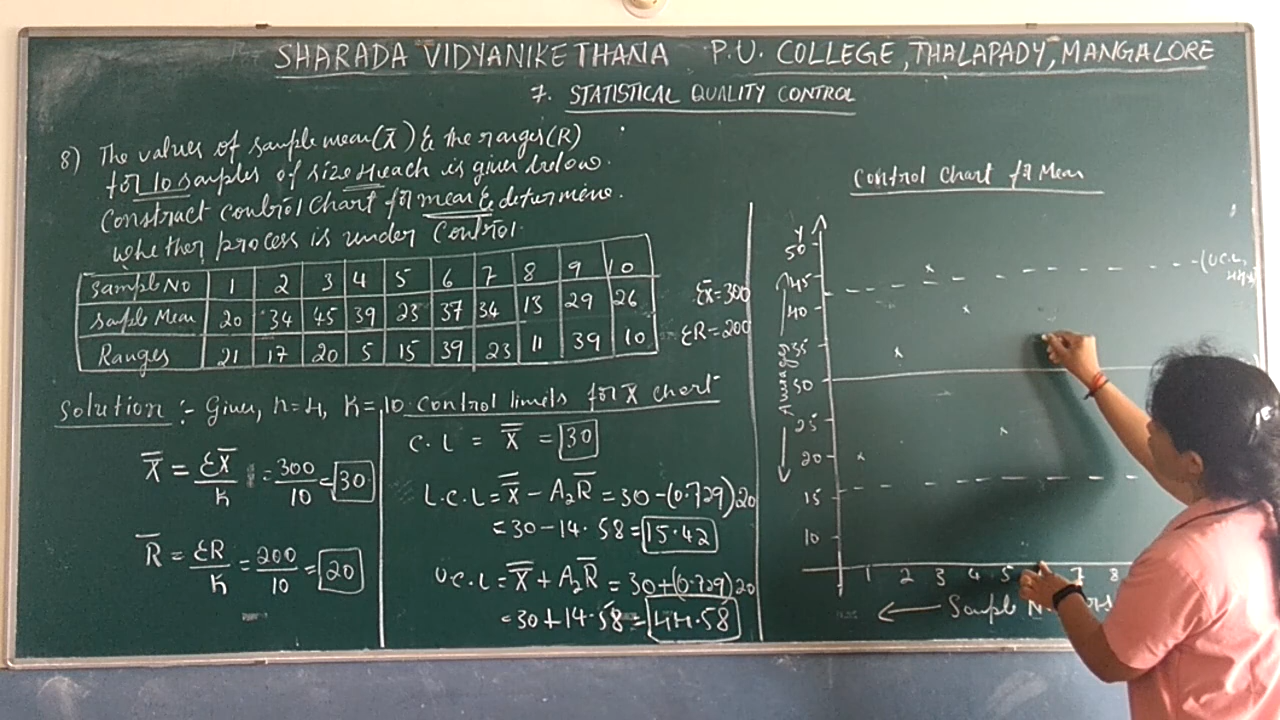 SHARADA VIDYANIKETHANA P.U. COLLEGE, THALAPADY, MANGALORE
7. STATISTICAL QUALITY CONTROL
8) The values of sample mean (X̄) & the ranges (R)
for 10 samples of size 4 each is given below.
Construct control chart for mean & determine
whether process is under control.
Sample No 1 2 3 4 5 6 7 8 9 10
Saple Mean 20 34 45 39 23 37 34 13 29 26
Ranges 21 17 20 5 15 39 23 11 39 10
ΣX̄=300
ΣR=200
Solution :- Given, n=4, K=10. Control limits for X̄ chart
X̿ = ΣX̄/k = 300/10 = 30
R̄ = ΣR/k = 200/10 = 20
C.L = X̿ = 30
L.C.L = X̿ - A₂R̄ = 30-(0.729)20
= 30-14.58 = 15.42
U.C.L = X̿ + A₂R̄ = 30+(0.729)20
= 30+14.58 = 44.58
Control Chart for Mean
Y
50
45
40
35
30
25
20
15
10
(U.C.L,
1 2 3 4 5 7 8
Sample